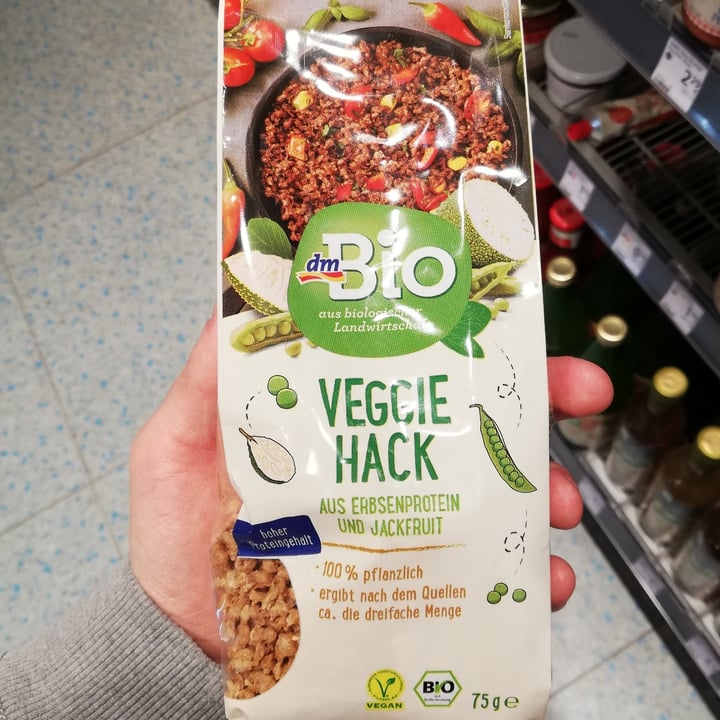 dm
Bio
aus biologischer
Landwirtschaft
VEGGIE
HACK
AUS ERBSENPROTEIN
UND JACKFRUIT
hoher
Proteingehalt
· 100 % pflanzlich
· ergibt nach dem Quellen
ca. die dreifache Menge
VEGAN
BIO
75 g e